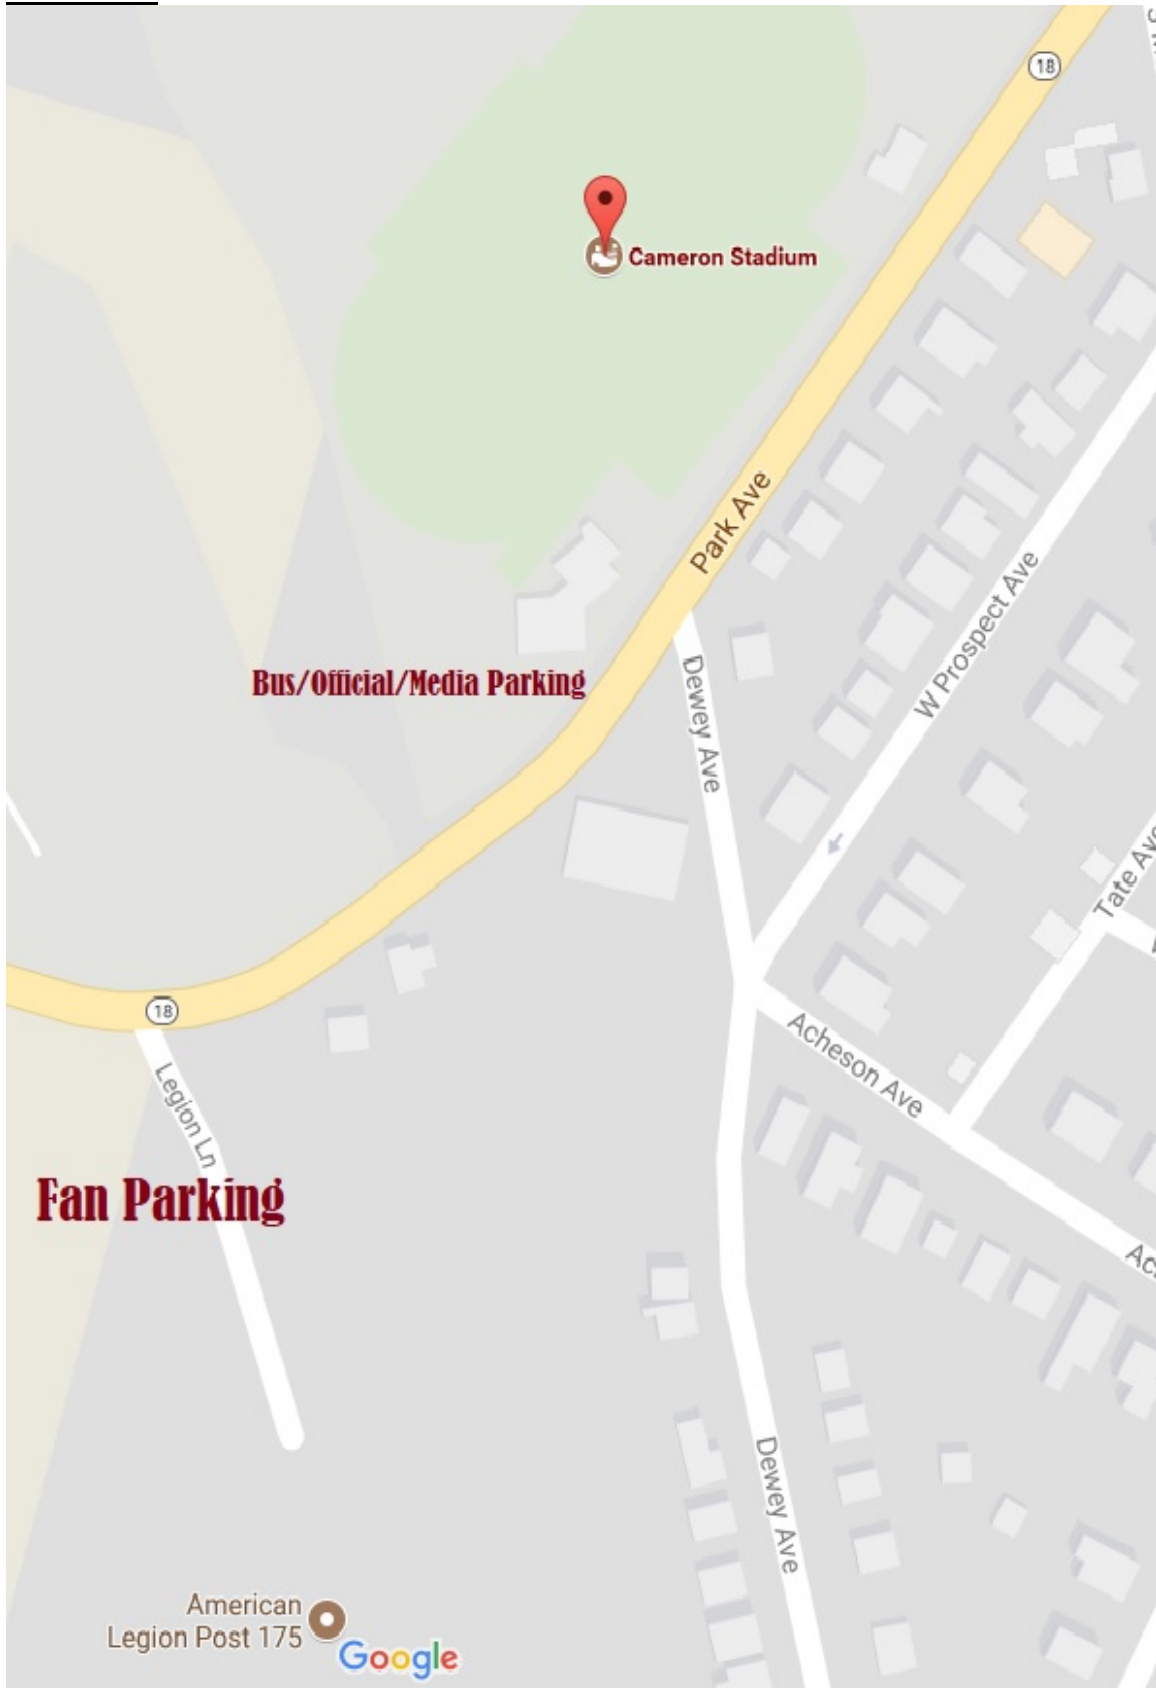 18
Cameron Stadium
Park Ave
W Prospect Ave
Bus/Official/Media Parking
Dewey Ave
Tate Ave
18
Acheson Ave
Legion Ln
Fan Parking
Dewey Ave
American
Legion Post 175
Google